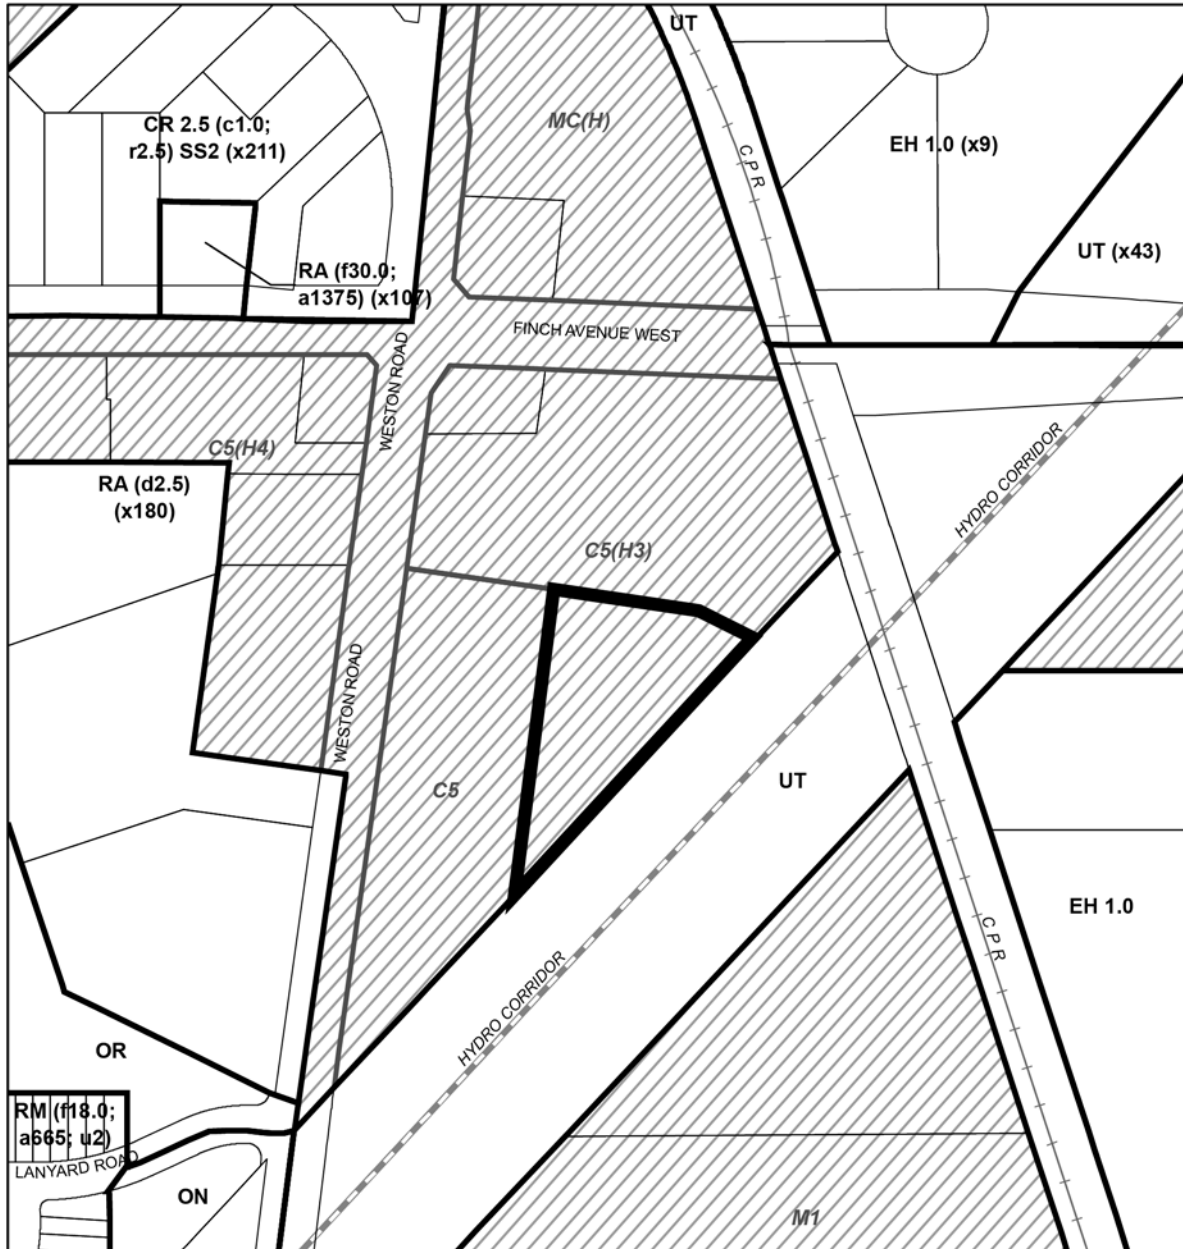 UT
MC(H)
CR 2.5 (c1.0;
r2.5) SS2 (x211)
EH 1.0 (x9)
CPR
UT (x43)
RA (f30.0;
a1375) (x107)
FINCH AVENUE WEST
WESTON ROAD
C5(H4)
HYDRO CORRIDOR
RA (d2.5)
(x180)
C5(H3)
WESTON ROAD
C5
UT
EH 1.0
CPR
HYDRO CORRIDOR
OR
RM (f18.0;
a665; u2)
LANYARD ROAD
ON
M1